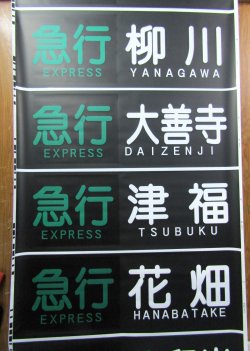 急行 柳川
EXPRESS YANAGAWA
急行 大善寺
EXPRESS DAIZENJI
急行 津福
EXPRESS TSUBUKU
急行 花畑
EXPRESS HANABATAKE